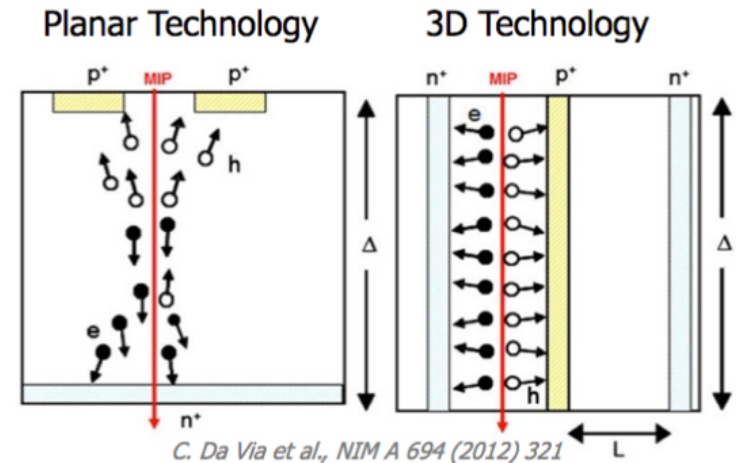 Planar Technology
3D Technology
p⁺ MIP p⁺
n⁺ MIP p⁺ n⁺
e
h
Δ
Δ
e
h
n⁺
L
C. Da Via et al., NIM A 694 (2012) 321